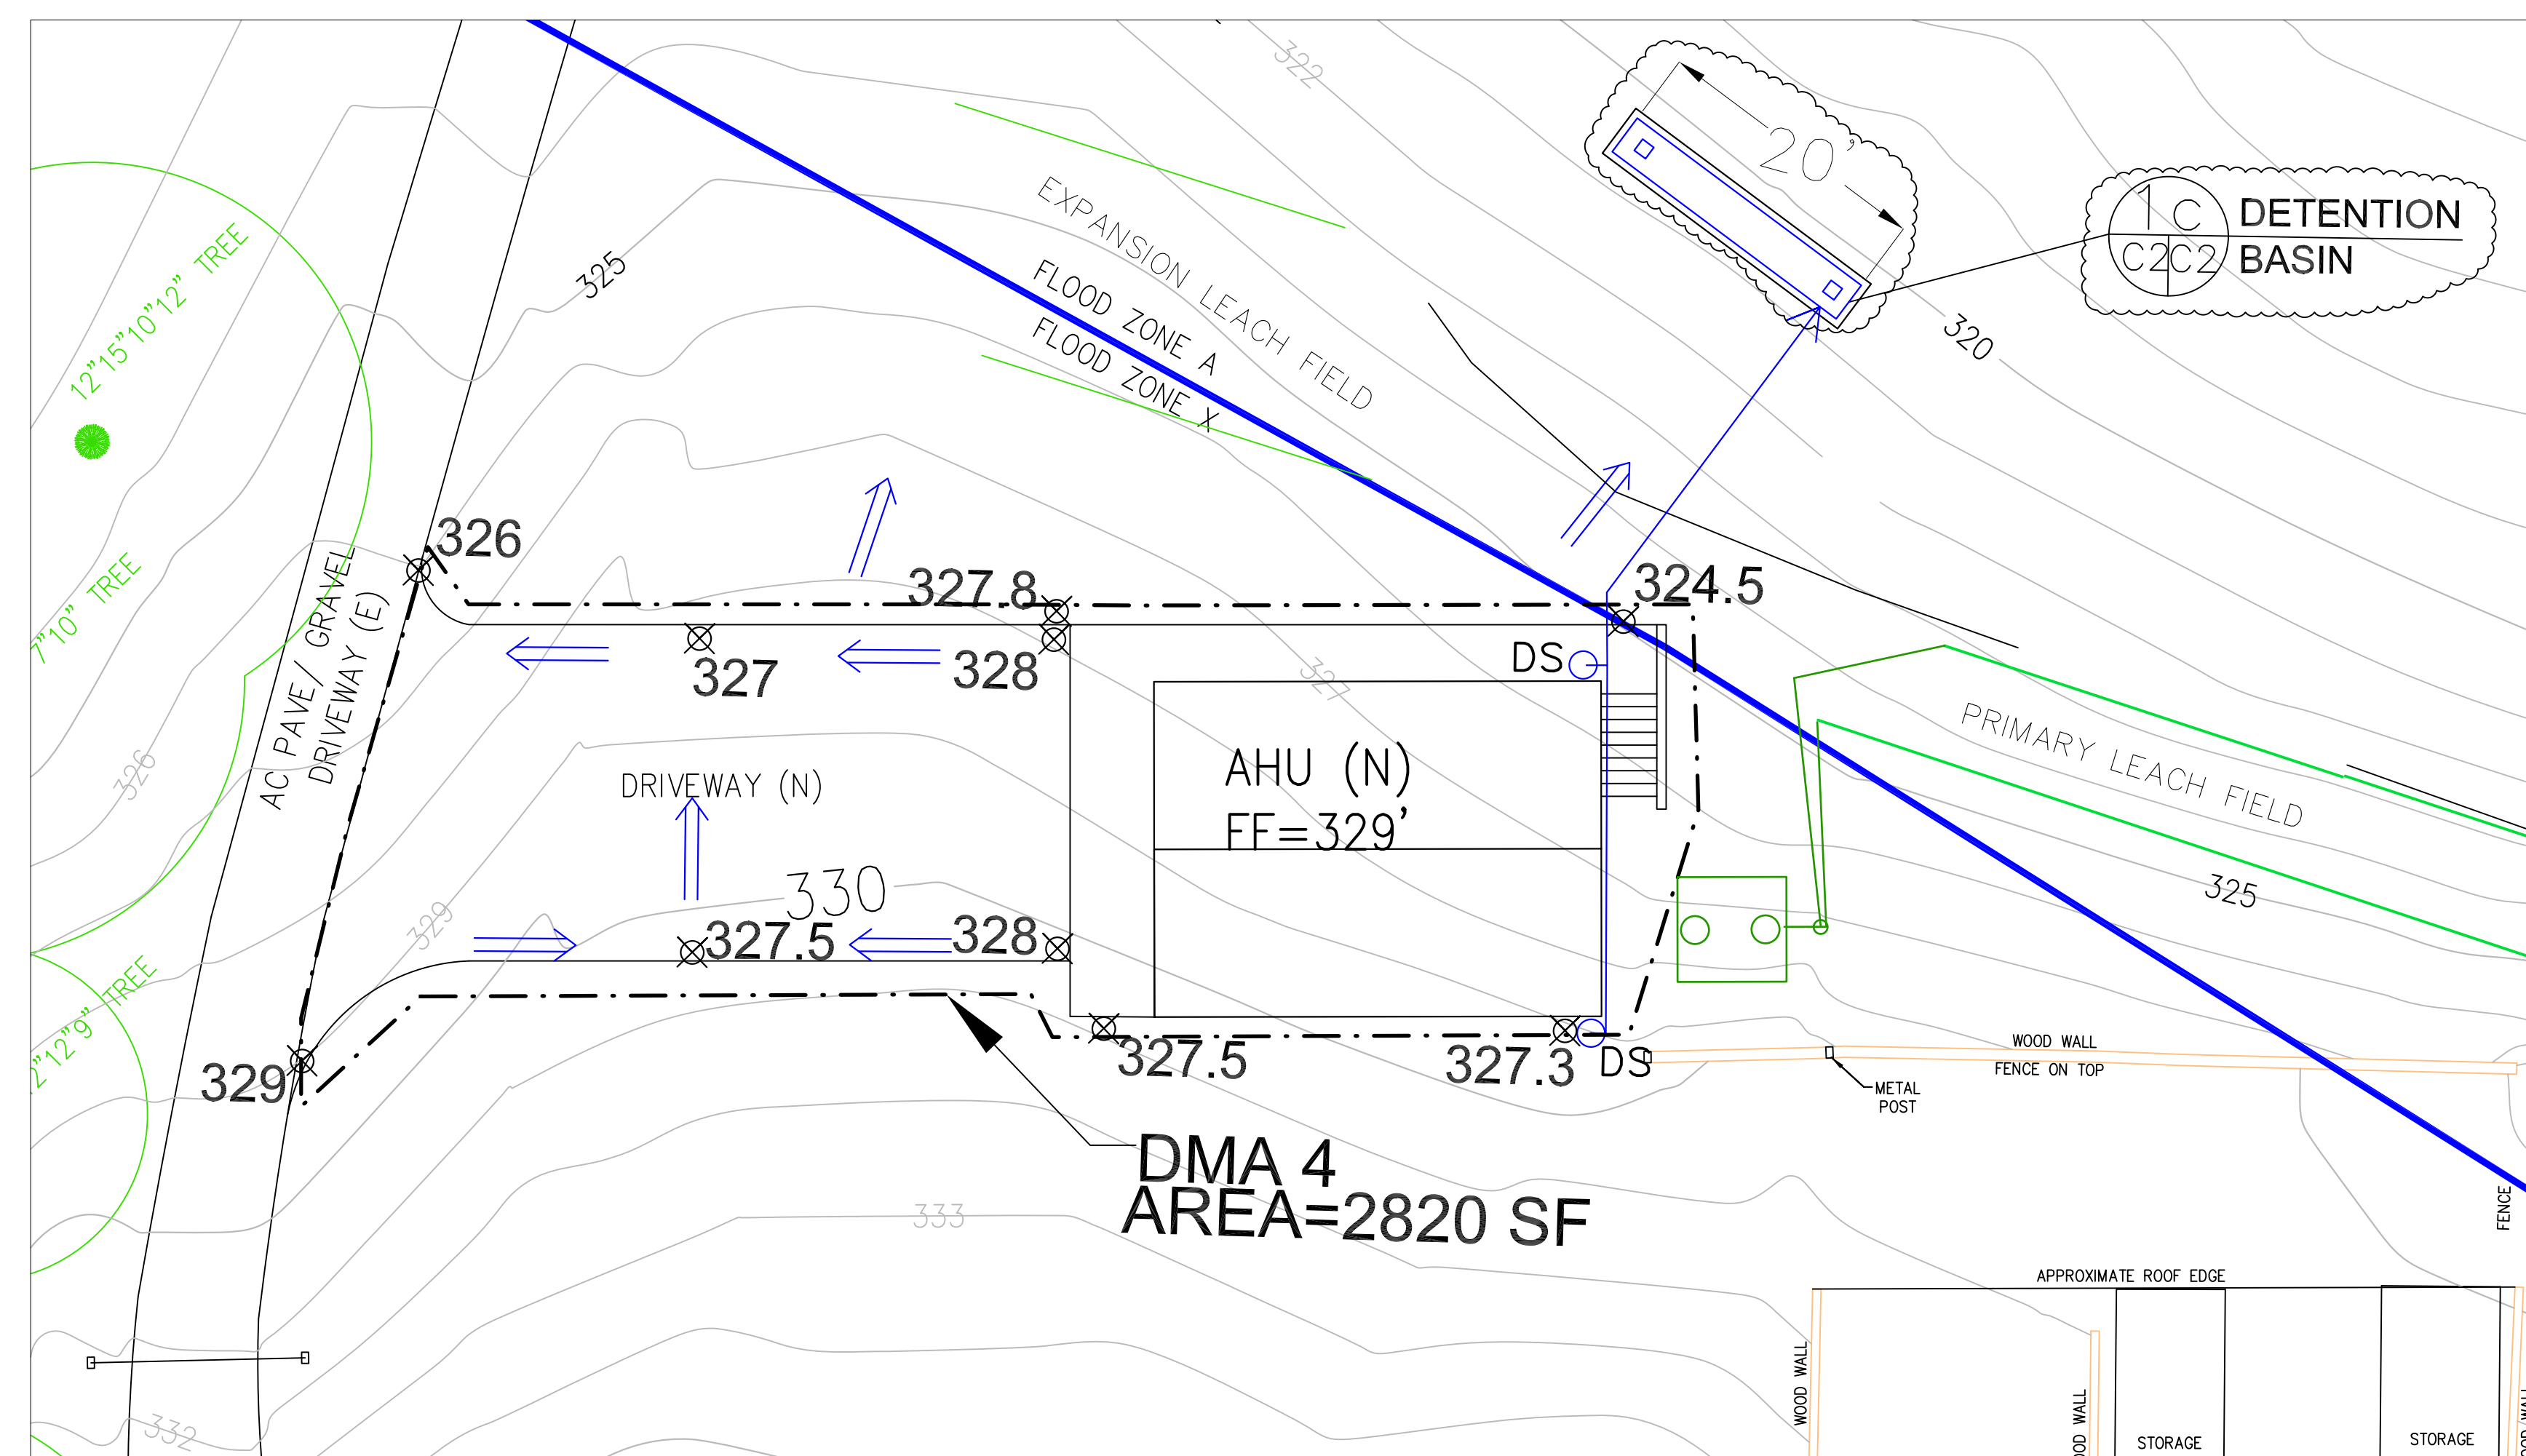 322
20'
1 C
C2 C2
DETENTION
BASIN
12"15"10"12" TREE
325
EXPANSION LEACH FIELD
FLOOD ZONE A
FLOOD ZONE X
320
326
7"10" TREE
327.8
324.5
AC PAVE/ GRAVEL
DRIVEWAY (E)
327
328
DS
327
PRIMARY LEACH FIELD
326
DRIVEWAY (N)
AHU (N)
FF=329'
330
325
329
327.5
328
2"12"9" TREE
329
327.5
327.3
DS
WOOD WALL
FENCE ON TOP
METAL
POST
DMA 4
AREA=2820 SF
333
FENCE
APPROXIMATE ROOF EDGE
WOOD WALL
332
STORAGE
STORAGE